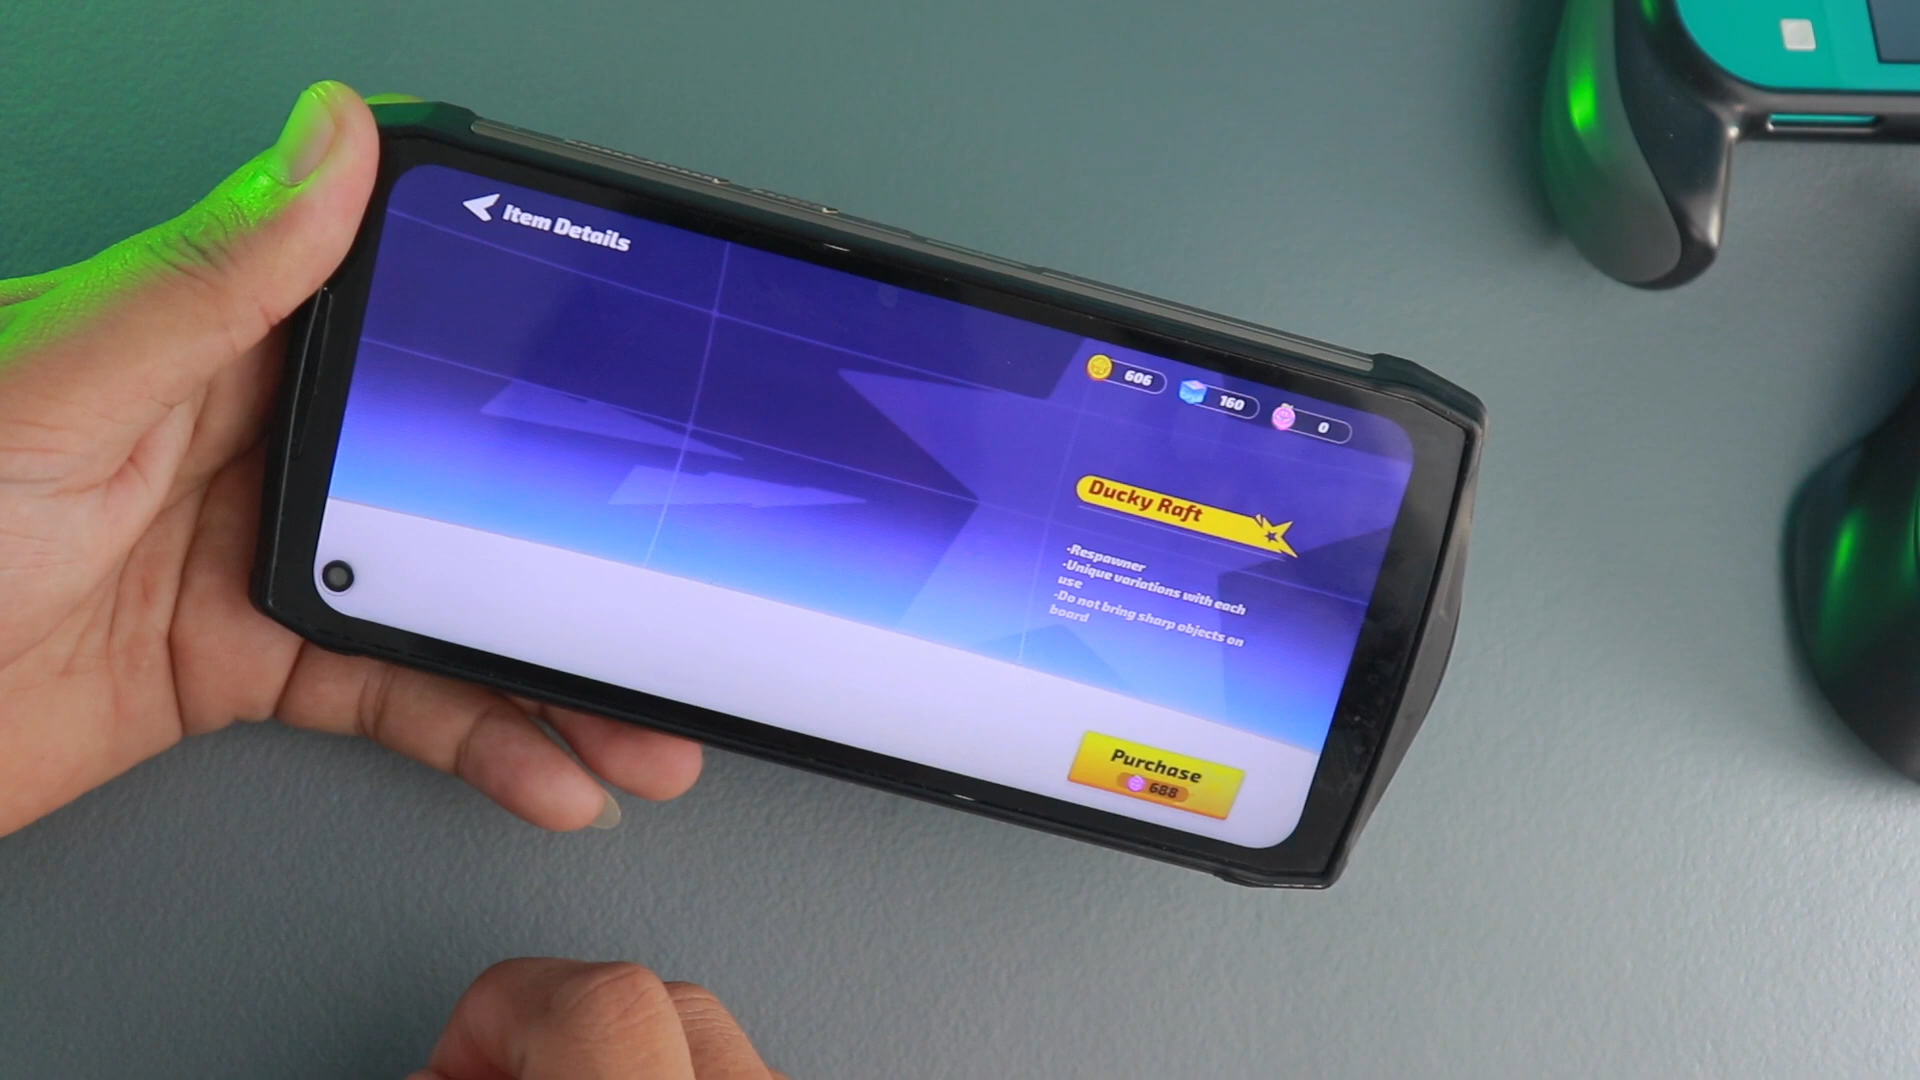 Item Details
606
160
0
Ducky Raft
-Respawner
-Unique variations with each
use
-Do not bring sharp objects on
board
Purchase
688